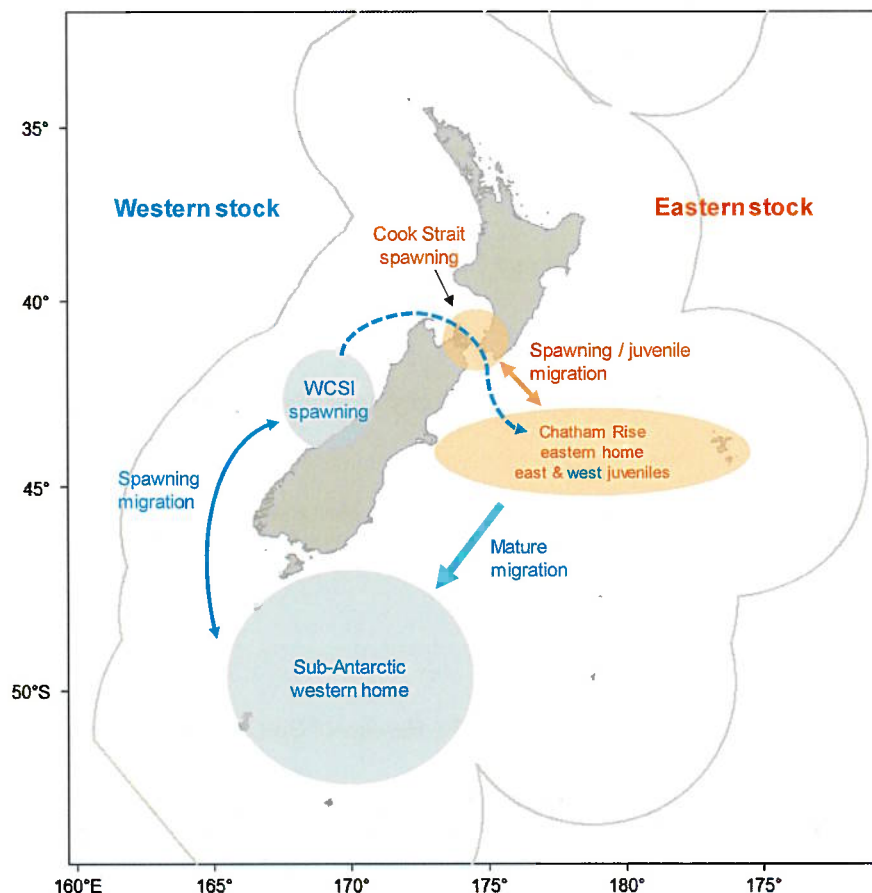 35°
Western stock
Eastern stock
Cook Strait
spawning
40°
Spawning / juvenile
migration
WCSI
spawning
Chatham Rise
eastern home
east & west juveniles
45°
Spawning
migration
Mature
migration
Sub-Antarctic
western home
50°S
160°E
165°
170°
175°
180°
175°